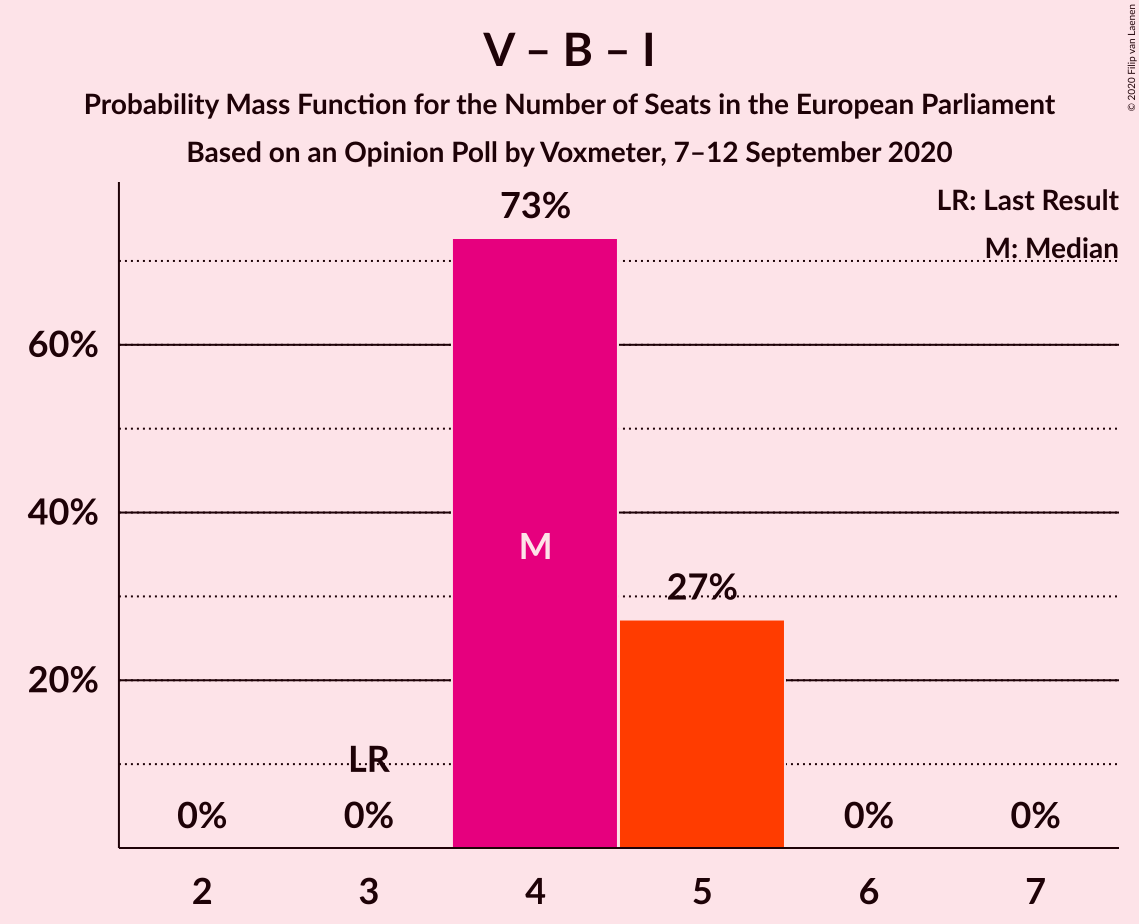 V – B – I
Probability Mass Function for the Number of Seats in the European Parliament
Based on an Opinion Poll by Voxmeter, 7–12 September 2020
© 2020 Filip van Laenen
LR: Last Result
M: Median
73%
60%
40%
M
27%
20%
LR
0% 0% 0% 0%
2 3 4 5 6 7